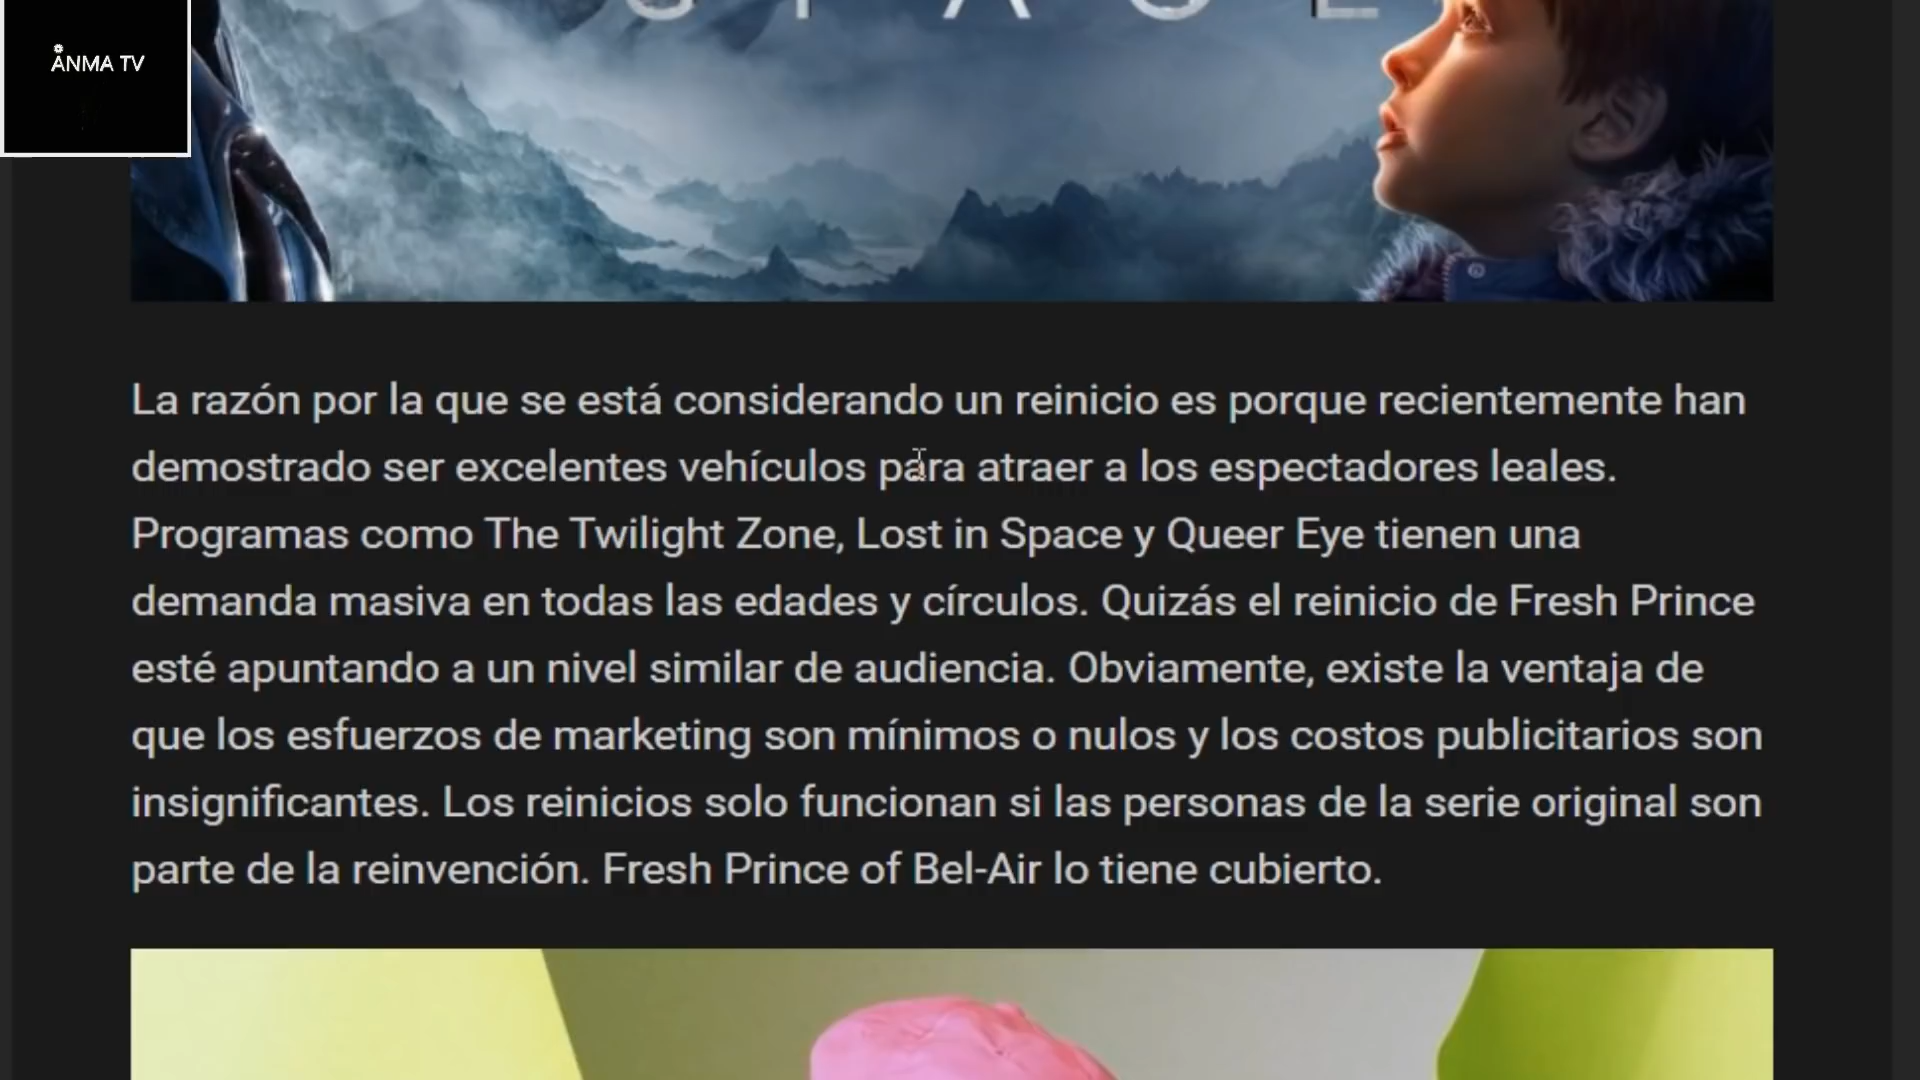 SPACE
ANMA TV
La razón por la que se está considerando un reinicio es porque recientemente han
demostrado ser excelentes vehículos para atraer a los espectadores leales.
Programas como The Twilight Zone, Lost in Space y Queer Eye tienen una
demanda masiva en todas las edades y círculos. Quizás el reinicio de Fresh Prince
esté apuntando a un nivel similar de audiencia. Obviamente, existe la ventaja de
que los esfuerzos de marketing son mínimos o nulos y los costos publicitarios son
insignificantes. Los reinicios solo funcionan si las personas de la serie original son
parte de la reinvención. Fresh Prince of Bel-Air lo tiene cubierto.